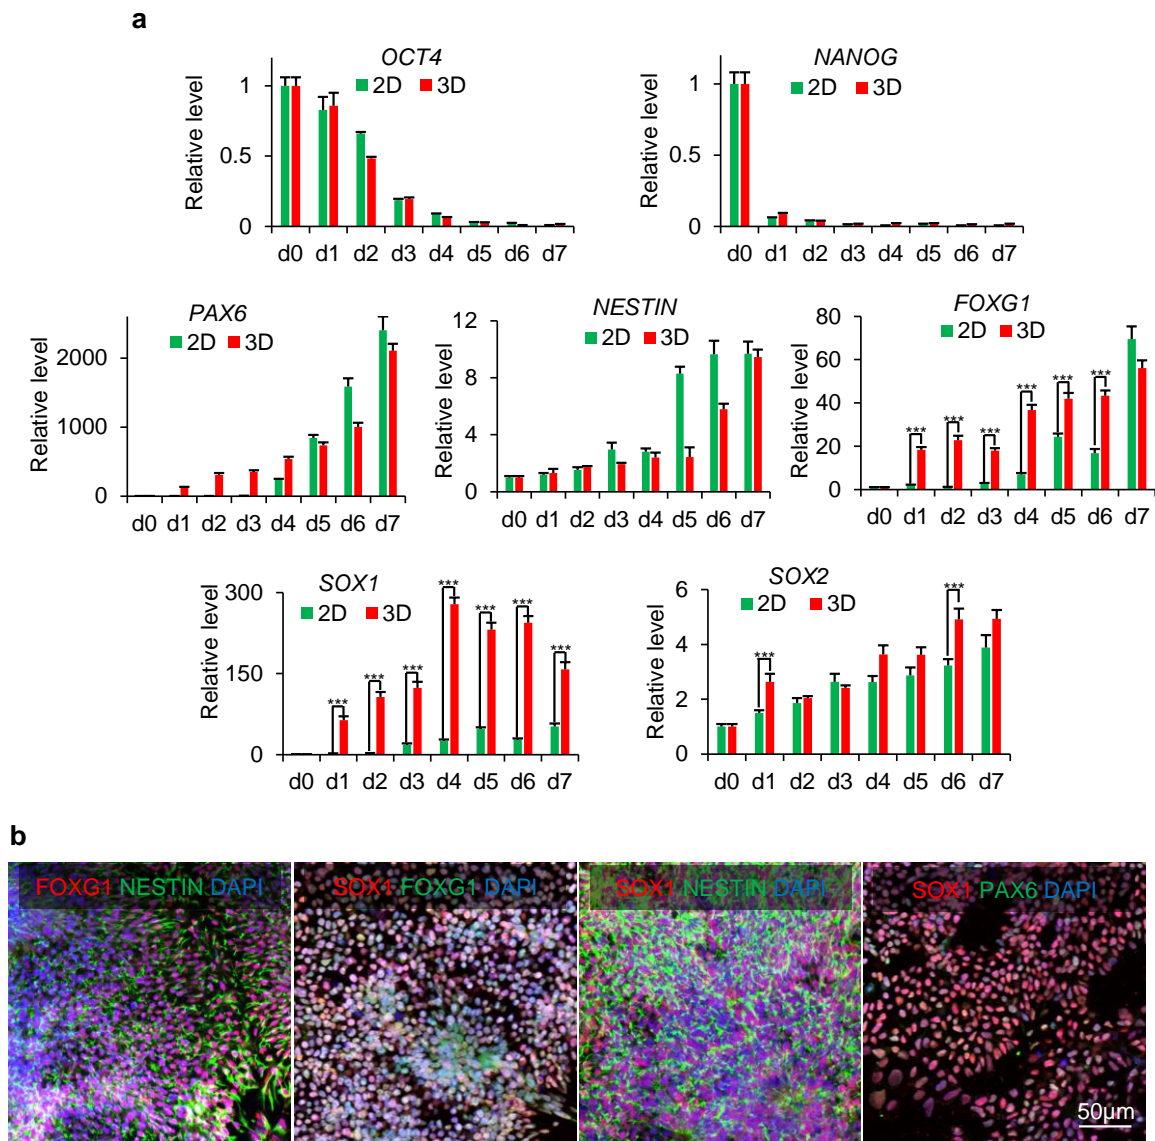 a
OCT4
2D 3D
Relative level
1
0.5
0
d0 d1 d2 d3 d4 d5 d6 d7
NANOG
2D 3D
Relative level
1
0.5
0
d0 d1 d2 d3 d4 d5 d6 d7
PAX6
2D 3D
Relative level
2000
1000
0
d0 d1 d2 d3 d4 d5 d6 d7
NESTIN
2D 3D
Relative level
12
8
4
0
d0 d1 d2 d3 d4 d5 d6 d7
FOXG1
2D 3D
Relative level
80
60
40
20
0
*** *** *** *** *** ***
d0 d1 d2 d3 d4 d5 d6 d7
SOX1
2D 3D
Relative level
300
150
0
*** *** *** *** *** *** ***
d0 d1 d2 d3 d4 d5 d6 d7
SOX2
2D 3D
Relative level
6
4
2
0
*** ***
d0 d1 d2 d3 d4 d5 d6 d7
b
FOXG1 NESTIN DAPI
SOX1 FOXG1 DAPI
SOX1 NESTIN DAPI
SOX1 PAX6 DAPI
50µm